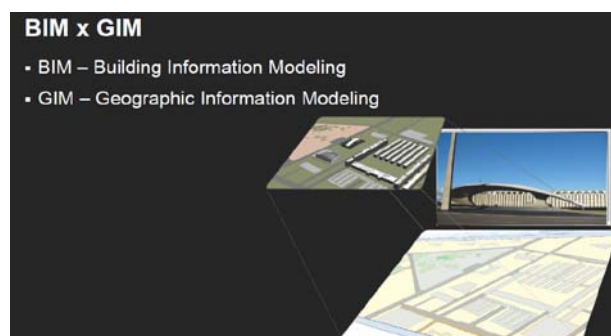 BIM x GIM
▪ BIM – Building Information Modeling
▪ GIM – Geographic Information Modeling